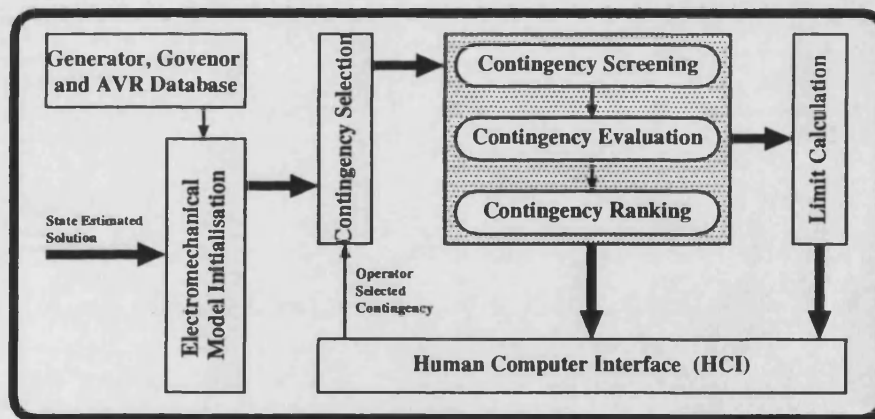 Generator, Govenor
and AVR Database
State Estimated
Solution
Electromechanical
Model Initialisation
Contingency Selection
Operator
Selected
Contingency
Contingency Screening
Contingency Evaluation
Contingency Ranking
Limit Calculation
Human Computer Interface (HCI)